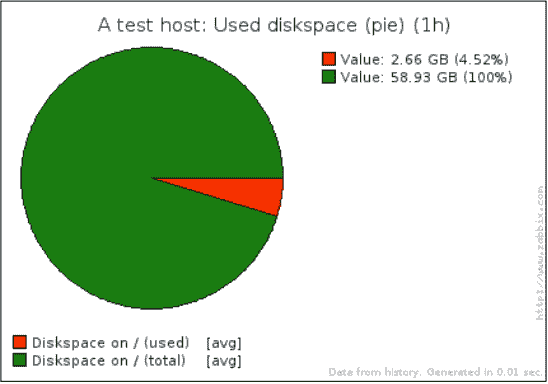 A test host: Used diskspace (pie) (1h)
Value: 2.66 GB (4.52%)
Value: 58.93 GB (100%)
http://www.zabbix.com
Diskspace on / (used) [avg]
Diskspace on / (total) [avg]
Data from history. Generated in 0.01 sec.